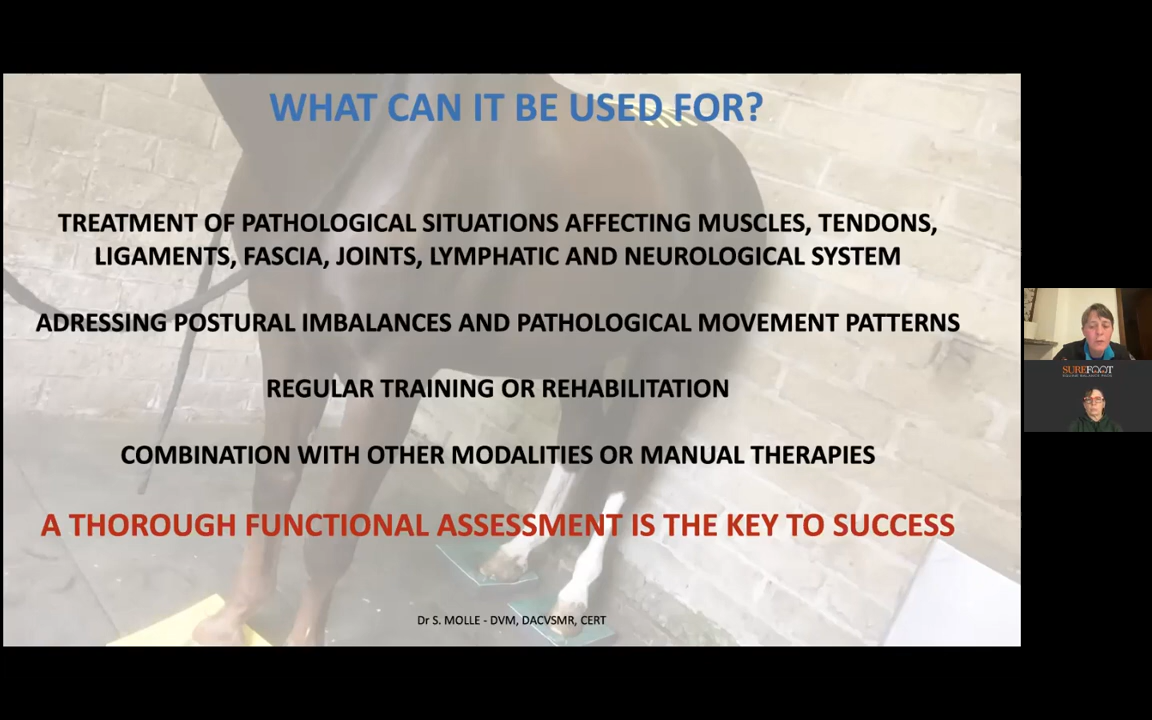 WHAT CAN IT BE USED FOR?
TREATMENT OF PATHOLOGICAL SITUATIONS AFFECTING MUSCLES, TENDONS,
LIGAMENTS, FASCIA, JOINTS, LYMPHATIC AND NEUROLOGICAL SYSTEM
ADRESSING POSTURAL IMBALANCES AND PATHOLOGICAL MOVEMENT PATTERNS
REGULAR TRAINING OR REHABILITATION
COMBINATION WITH OTHER MODALITIES OR MANUAL THERAPIES
A THOROUGH FUNCTIONAL ASSESSMENT IS THE KEY TO SUCCESS
Dr S. MOLLE - DVM, DACVSMR, CERT
SUREFOOT